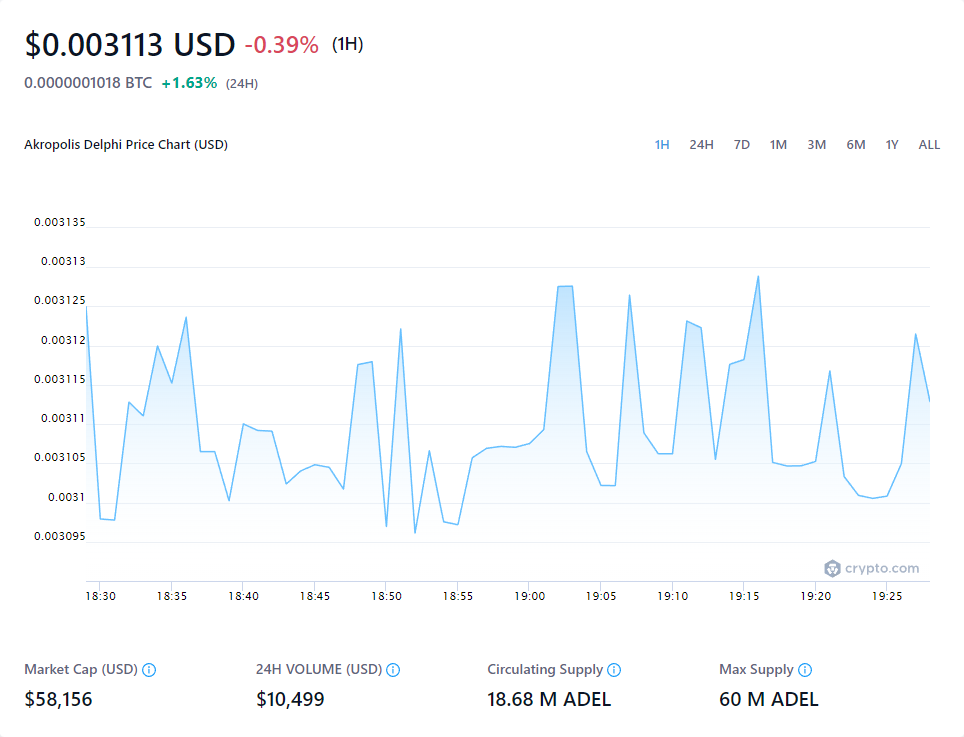 $0.003113 USD -0.39% (1H)
0.0000001018 BTC +1.63% (24H)
Akropolis Delphi Price Chart (USD) 1H 24H 7D 1M 3M 6M 1Y ALL
0.003135
0.00313
0.003125
0.00312
0.003115
0.00311
0.003105
0.0031
0.003095
crypto.com
18:30 18:35 18:40 18:45 18:50 18:55 19:00 19:05 19:10 19:15 19:20 19:25
Market Cap (USD) 24H VOLUME (USD) Circulating Supply Max Supply
$58,156 $10,499 18.68 M ADEL 60 M ADEL